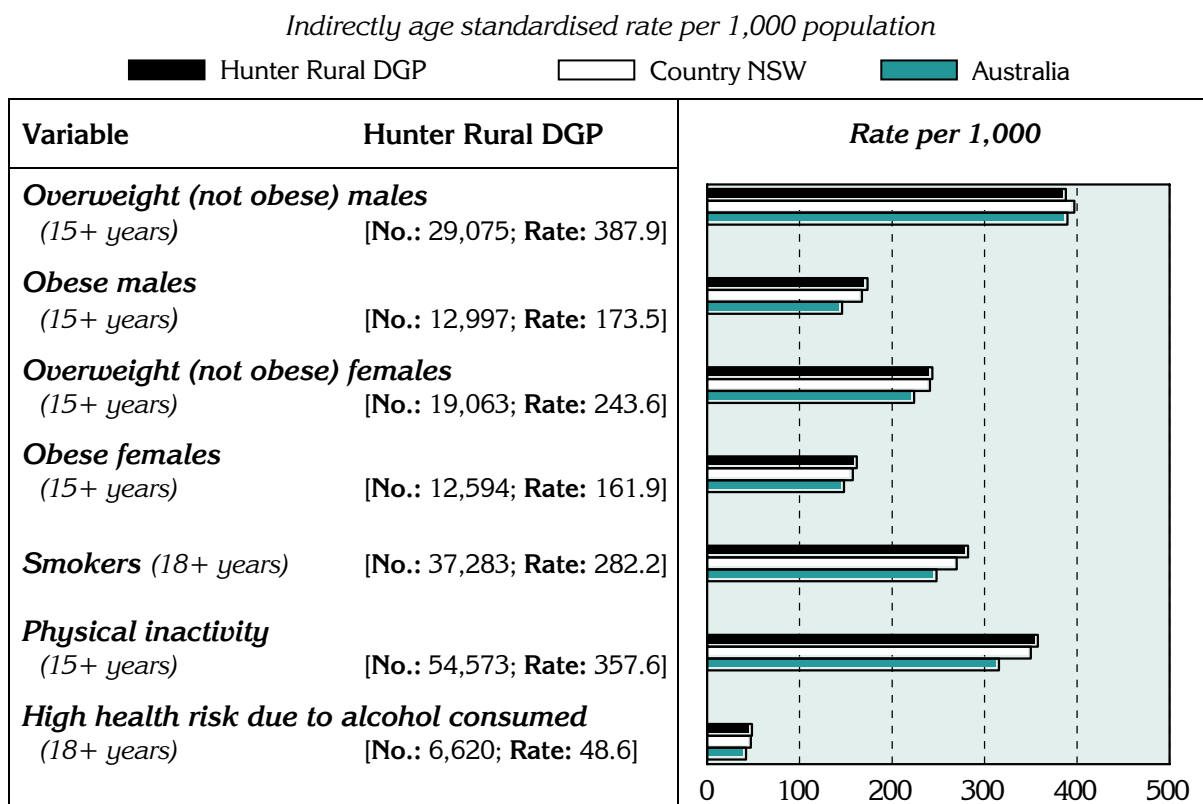 Indirectly age standardised rate per 1,000 population
Hunter Rural DGP Country NSW Australia
Variable Hunter Rural DGP Rate per 1,000
Overweight (not obese) males
(15+ years) [No.: 29,075; Rate: 387.9]
Obese males
(15+ years) [No.: 12,997; Rate: 173.5]
Overweight (not obese) females
(15+ years) [No.: 19,063; Rate: 243.6]
Obese females
(15+ years) [No.: 12,594; Rate: 161.9]
Smokers (18+ years) [No.: 37,283; Rate: 282.2]
Physical inactivity
(15+ years) [No.: 54,573; Rate: 357.6]
High health risk due to alcohol consumed
(18+ years) [No.: 6,620; Rate: 48.6]
0 100 200 300 400 500